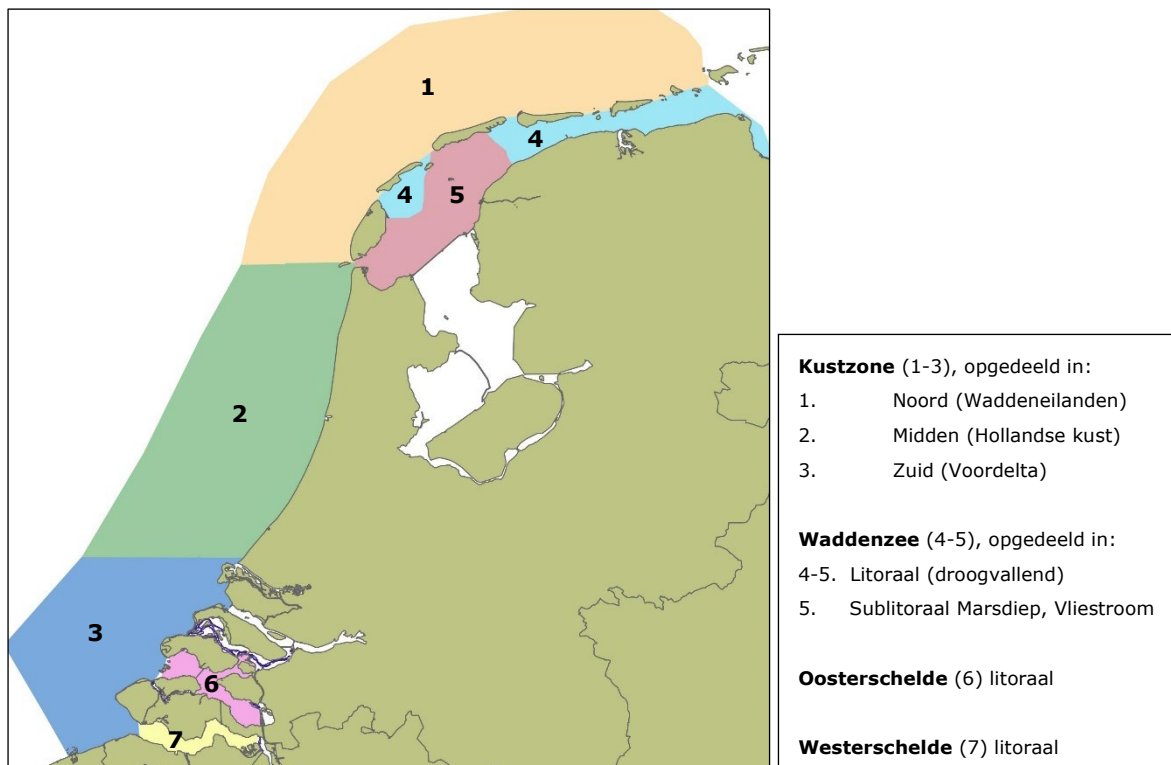 1
4
4
5
2
3
6
7
Kustzone (1-3), opgedeeld in:
1. Noord (Waddeneilanden)
2. Midden (Hollandse kust)
3. Zuid (Voordelta)
Waddenzee (4-5), opgedeeld in:
4-5. Litoraal (droogvallend)
5. Sublitoraal Marsdiep, Vliestroom
Oosterschelde (6) litoraal
Westerschelde (7) litoraal